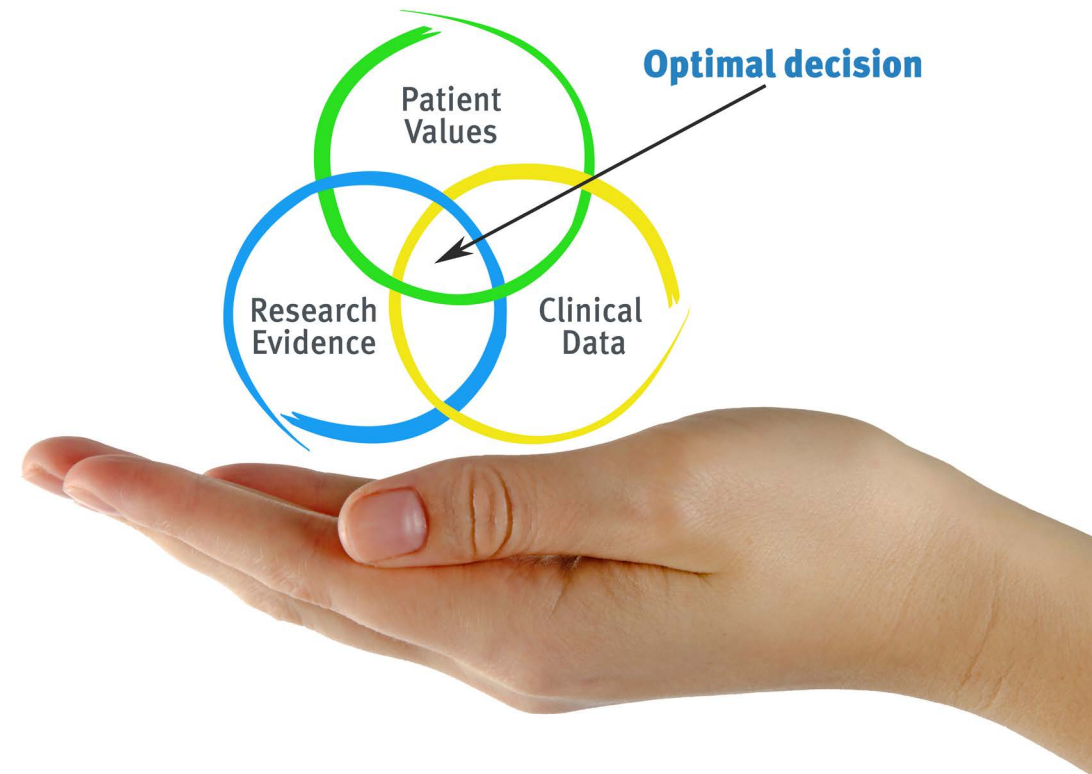 Optimal decision
Patient
Values
Research
Evidence
Clinical
Data